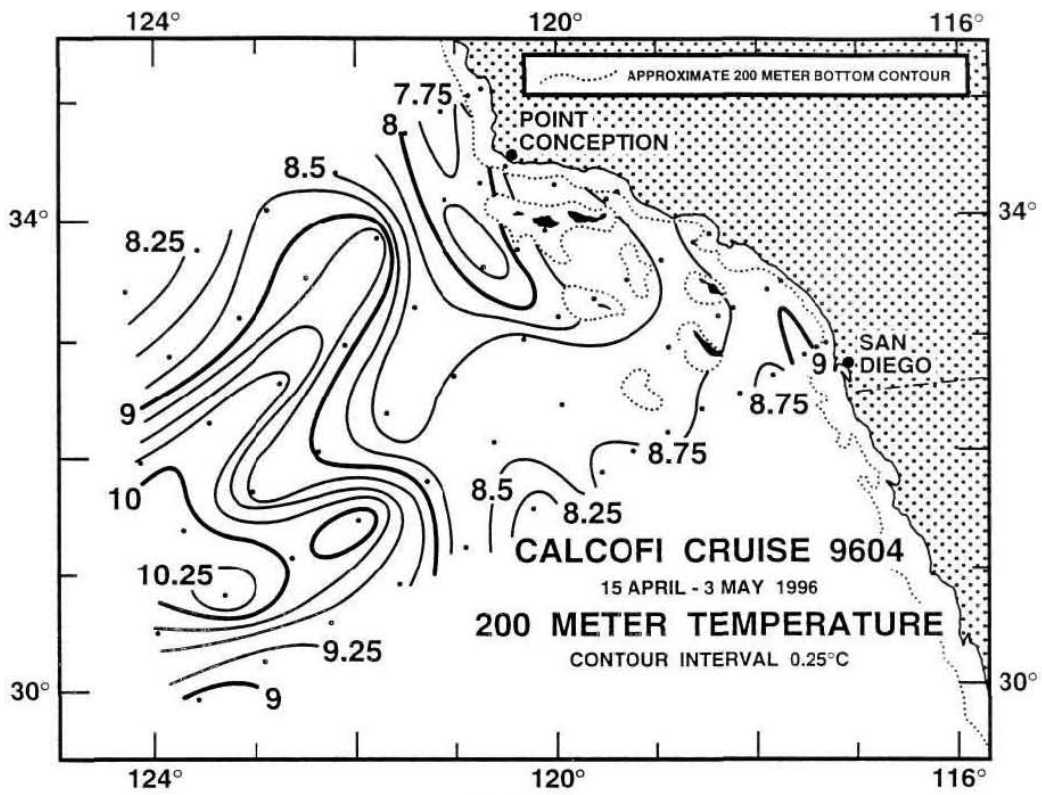 124° 120° 116°
APPROXIMATE 200 METER BOTTOM CONTOUR
7.75
POINT
CONCEPTION
8
8.5
34° 34°
8.25
SAN
DIEGO
9
8.75
9
8.75
8.5
10
8.25
CALCOFI CRUISE 9604
10.25
15 APRIL - 3 MAY 1996
200 METER TEMPERATURE
9.25
CONTOUR INTERVAL 0.25°C
30° 30°
9
124° 120° 116°